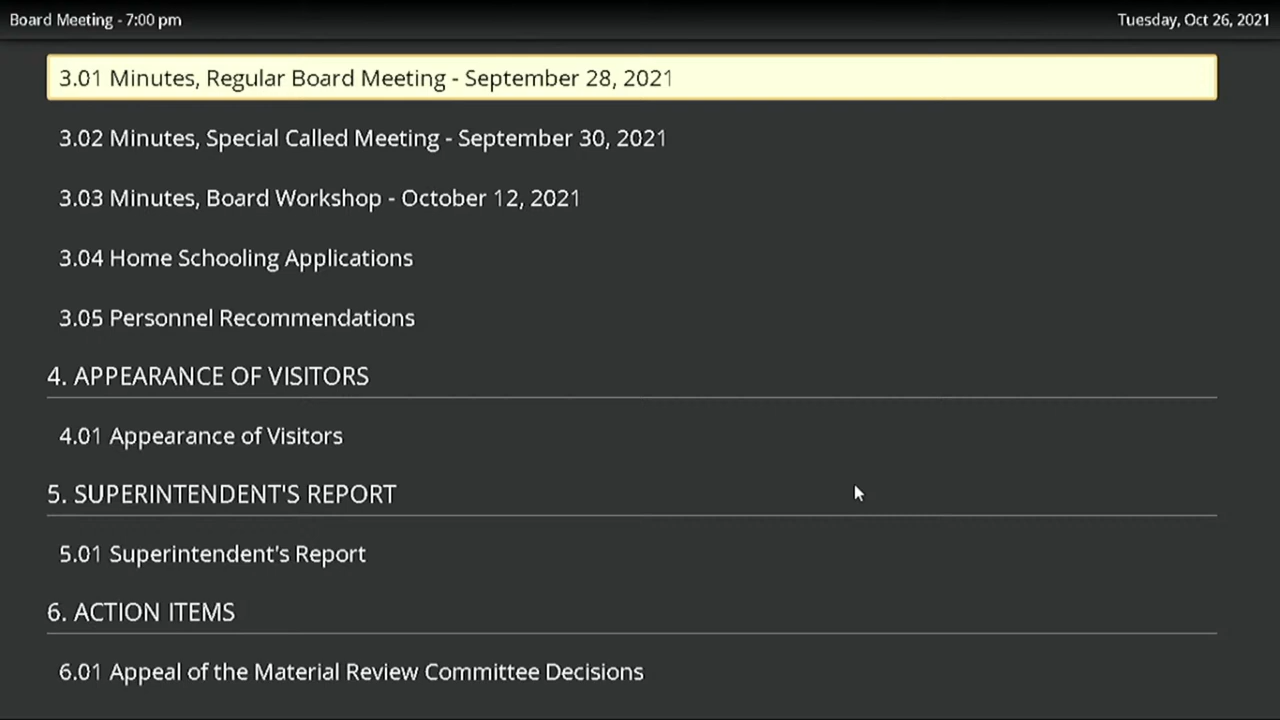 Board Meeting - 7:00 pm
Tuesday, Oct 26, 2021
3.01 Minutes, Regular Board Meeting - September 28, 2021
3.02 Minutes, Special Called Meeting - September 30, 2021
3.03 Minutes, Board Workshop - October 12, 2021
3.04 Home Schooling Applications
3.05 Personnel Recommendations
4. APPEARANCE OF VISITORS
4.01 Appearance of Visitors
5. SUPERINTENDENT'S REPORT
5.01 Superintendent's Report
6. ACTION ITEMS
6.01 Appeal of the Material Review Committee Decisions